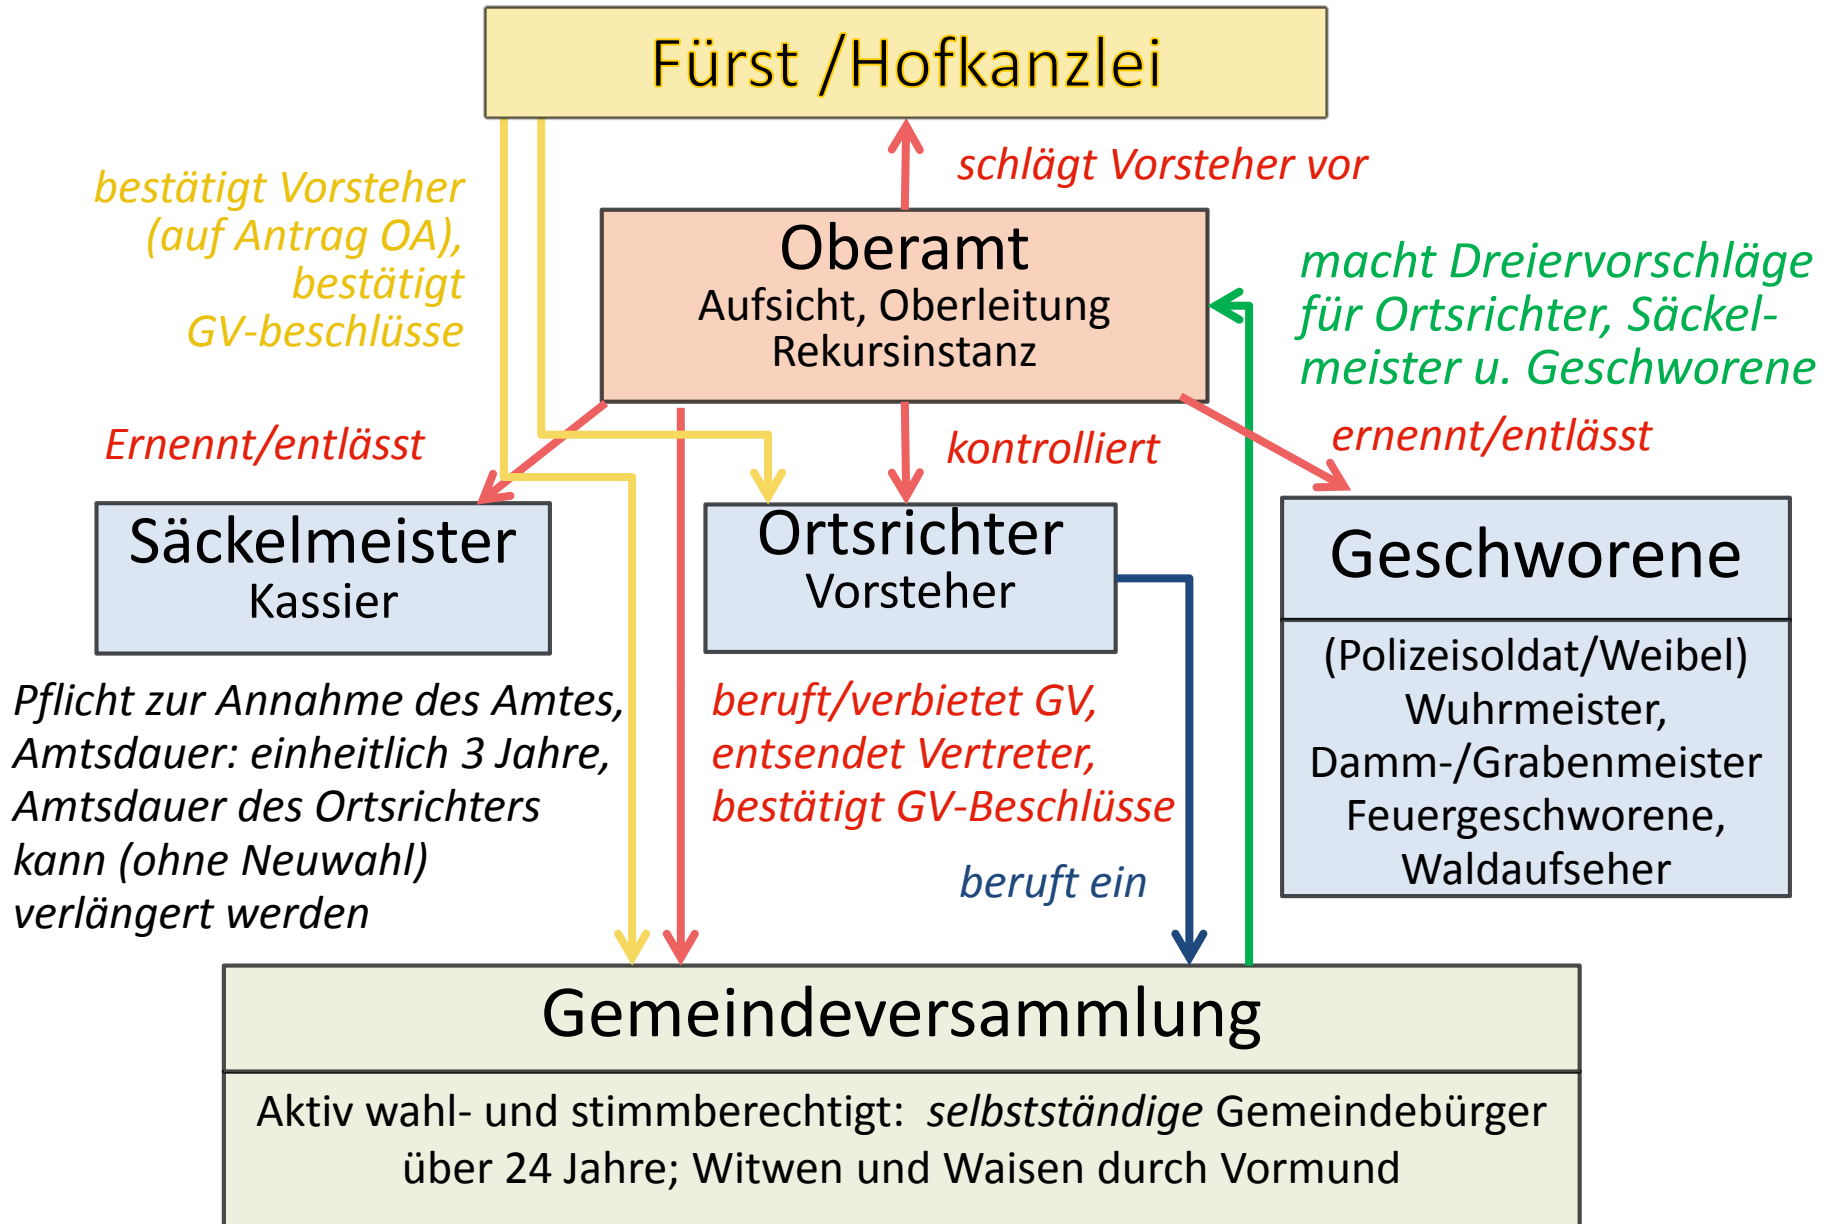 Fürst /Hofkanzlei
schlägt Vorsteher vor
bestätigt Vorsteher
(auf Antrag OA),
bestätigt
GV-beschlüsse
Oberamt
Aufsicht, Oberleitung
Rekursinstanz
macht Dreiervorschläge
für Ortsrichter, Säckel-
meister u. Geschworene
Ernennt/entlässt
kontrolliert
ernennt/entlässt
Säckelmeister
Kassier
Ortsrichter
Vorsteher
Geschworene
(Polizeisoldat/Weibel)
Wuhrmeister,
Damm-/Grabenmeister
Feuergeschworene,
Waldaufseher
Pflicht zur Annahme des Amtes,
Amtsdauer: einheitlich 3 Jahre,
Amtsdauer des Ortsrichters
kann (ohne Neuwahl)
verlängert werden
beruft/verbietet GV,
entsendet Vertreter,
bestätigt GV-Beschlüsse
beruft ein
Gemeindeversammlung
Aktiv wahl- und stimmberechtigt: selbstständige Gemeindebürger
über 24 Jahre; Witwen und Waisen durch Vormund